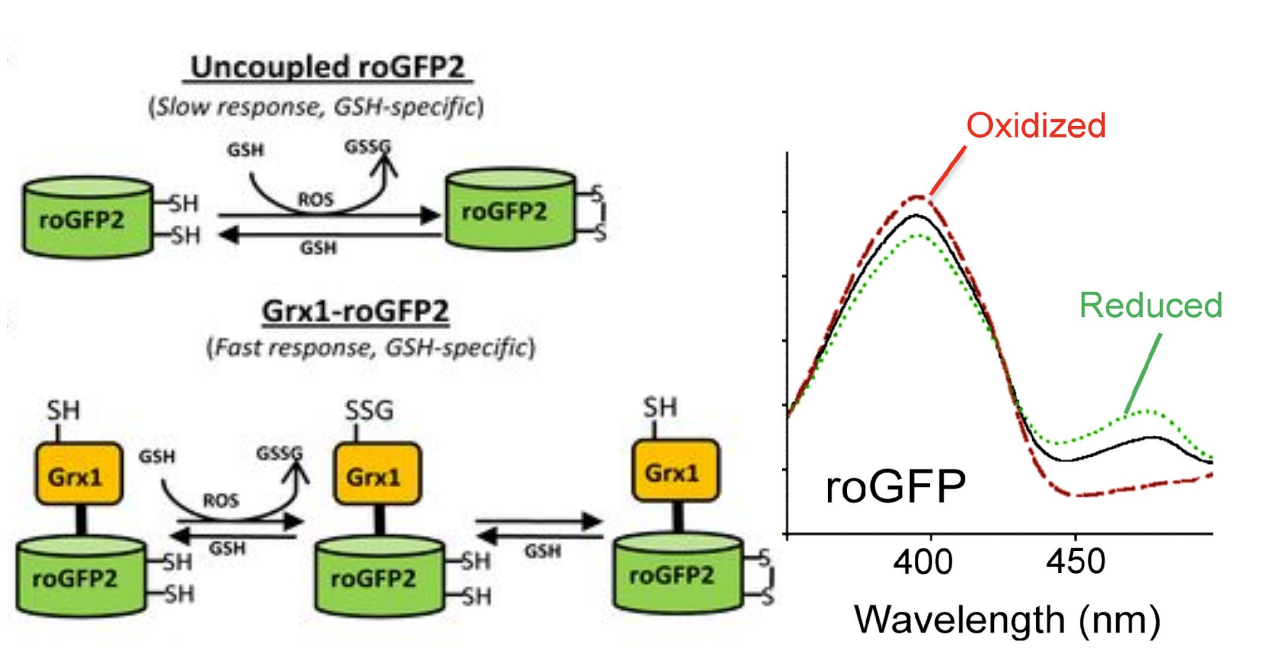 Uncoupled roGFP2
(Slow response, GSH-specific)
GSH
GSSG
ROS
GSH
roGFP2
SH
SH
roGFP2
S
S
Grx1-roGFP2
(Fast response, GSH-specific)
SH
Grx1
roGFP2
SH
SH
GSH
GSSG
ROS
GSH
SSG
Grx1
roGFP2
SH
SH
GSH
SH
Grx1
roGFP2
S
S
Oxidized
Reduced
roGFP
400
450
Wavelength (nm)